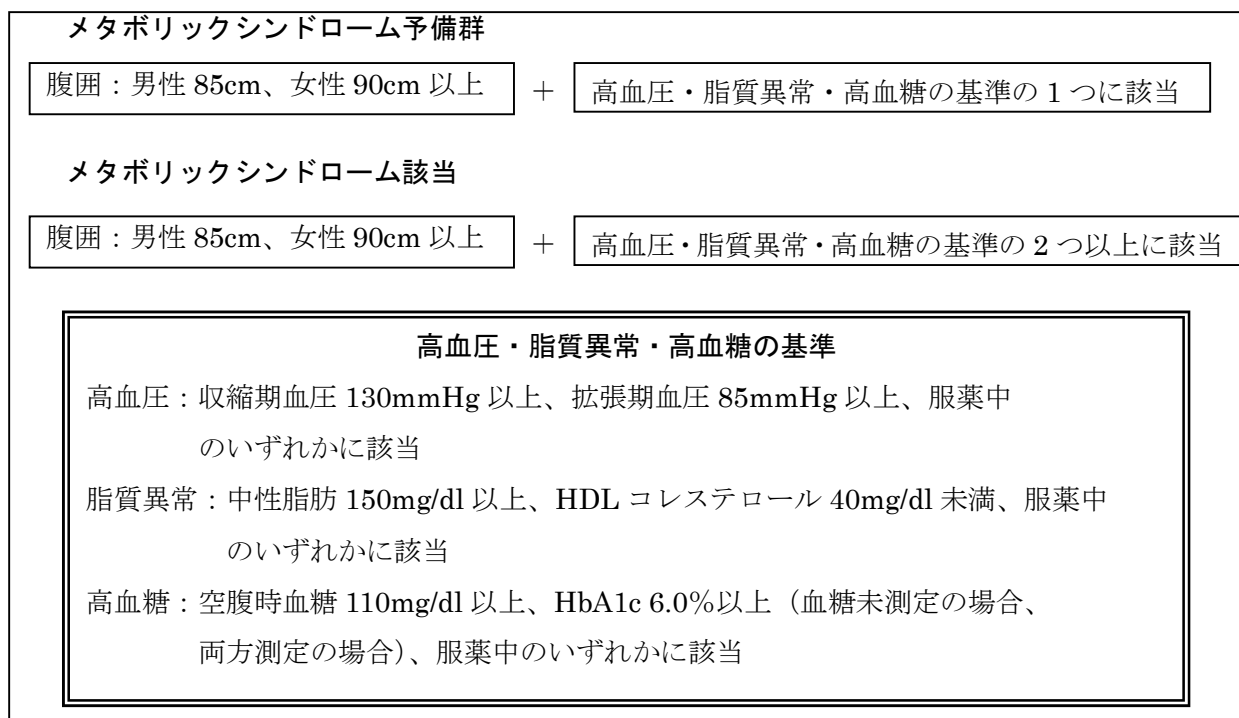 メタボリックシンドローム予備群
腹囲：男性 85cm、女性 90cm 以上 ＋ 高血圧・脂質異常・高血糖の基準の 1 つに該当
メタボリックシンドローム該当
腹囲：男性 85cm、女性 90cm 以上 ＋ 高血圧・脂質異常・高血糖の基準の 2 つ以上に該当
高血圧・脂質異常・高血糖の基準
高血圧：収縮期血圧 130mmHg 以上、拡張期血圧 85mmHg 以上、服薬中
のいずれかに該当
脂質異常：中性脂肪 150mg/dl 以上、HDL コレステロール 40mg/dl 未満、服薬中
のいずれかに該当
高血糖：空腹時血糖 110mg/dl 以上、HbA1c 6.0％以上（血糖未測定の場合、
両方測定の場合）、服薬中のいずれかに該当